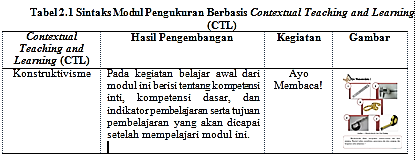 Tabel 2.1 Sintaks Modul Pengukuran Berbasis Contextual Teaching and Learning
(CTL)
Contextual
Teaching and
Learning (CTL)
Hasil Pengembangan
Kegiatan
Gambar
Konstruktivisme
Pada kegiatan belajar awal dari
modul ini berisi tentang kompetensi
inti, kompetensi dasar, dan
indikator pembelajaran serta tujuan
pembelajaran yang akan dicapai
setelah mempelajari modul ini.
Ayo
Membaca!